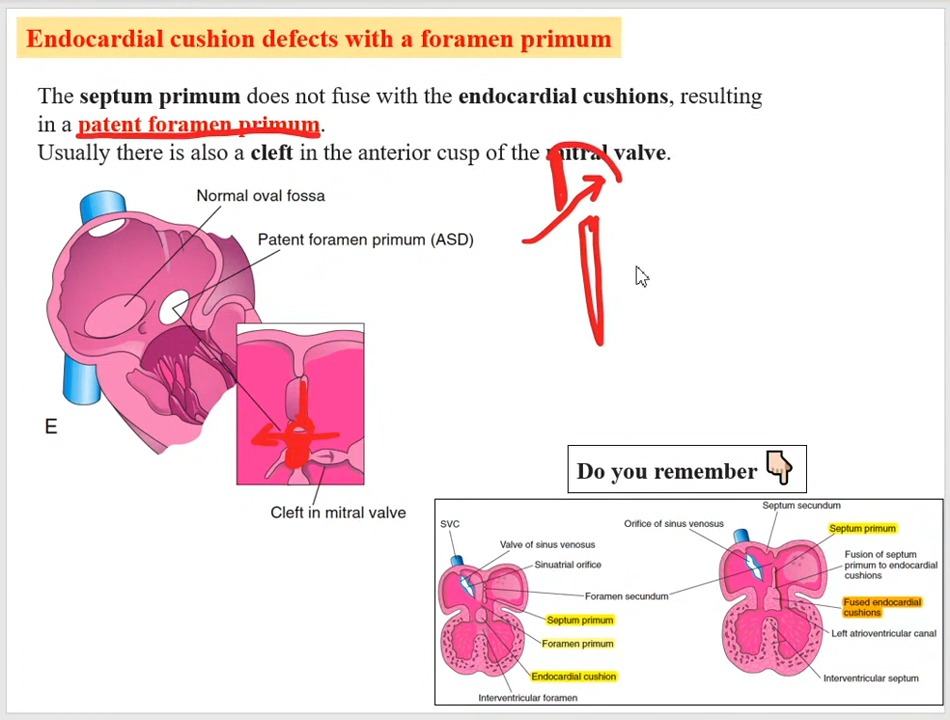 Endocardial cushion defects with a foramen primum
The septum primum does not fuse with the endocardial cushions, resulting
in a patent foramen primum.
Usually there is also a cleft in the anterior cusp of the mitral valve.
Normal oval fossa
Patent foramen primum (ASD)
E
Cleft in mitral valve
Do you remember
SVC
Valve of sinus venosus
Sinuatrial orifice
Foramen secundum
Septum primum
Foramen primum
Endocardial cushion
Interventricular foramen
Orifice of sinus venosus
Septum secundum
Septum primum
Fusion of septum
primum to endocardial
cushions
Fused endocardial
cushions
Left atrioventricular canal
Interventricular septum